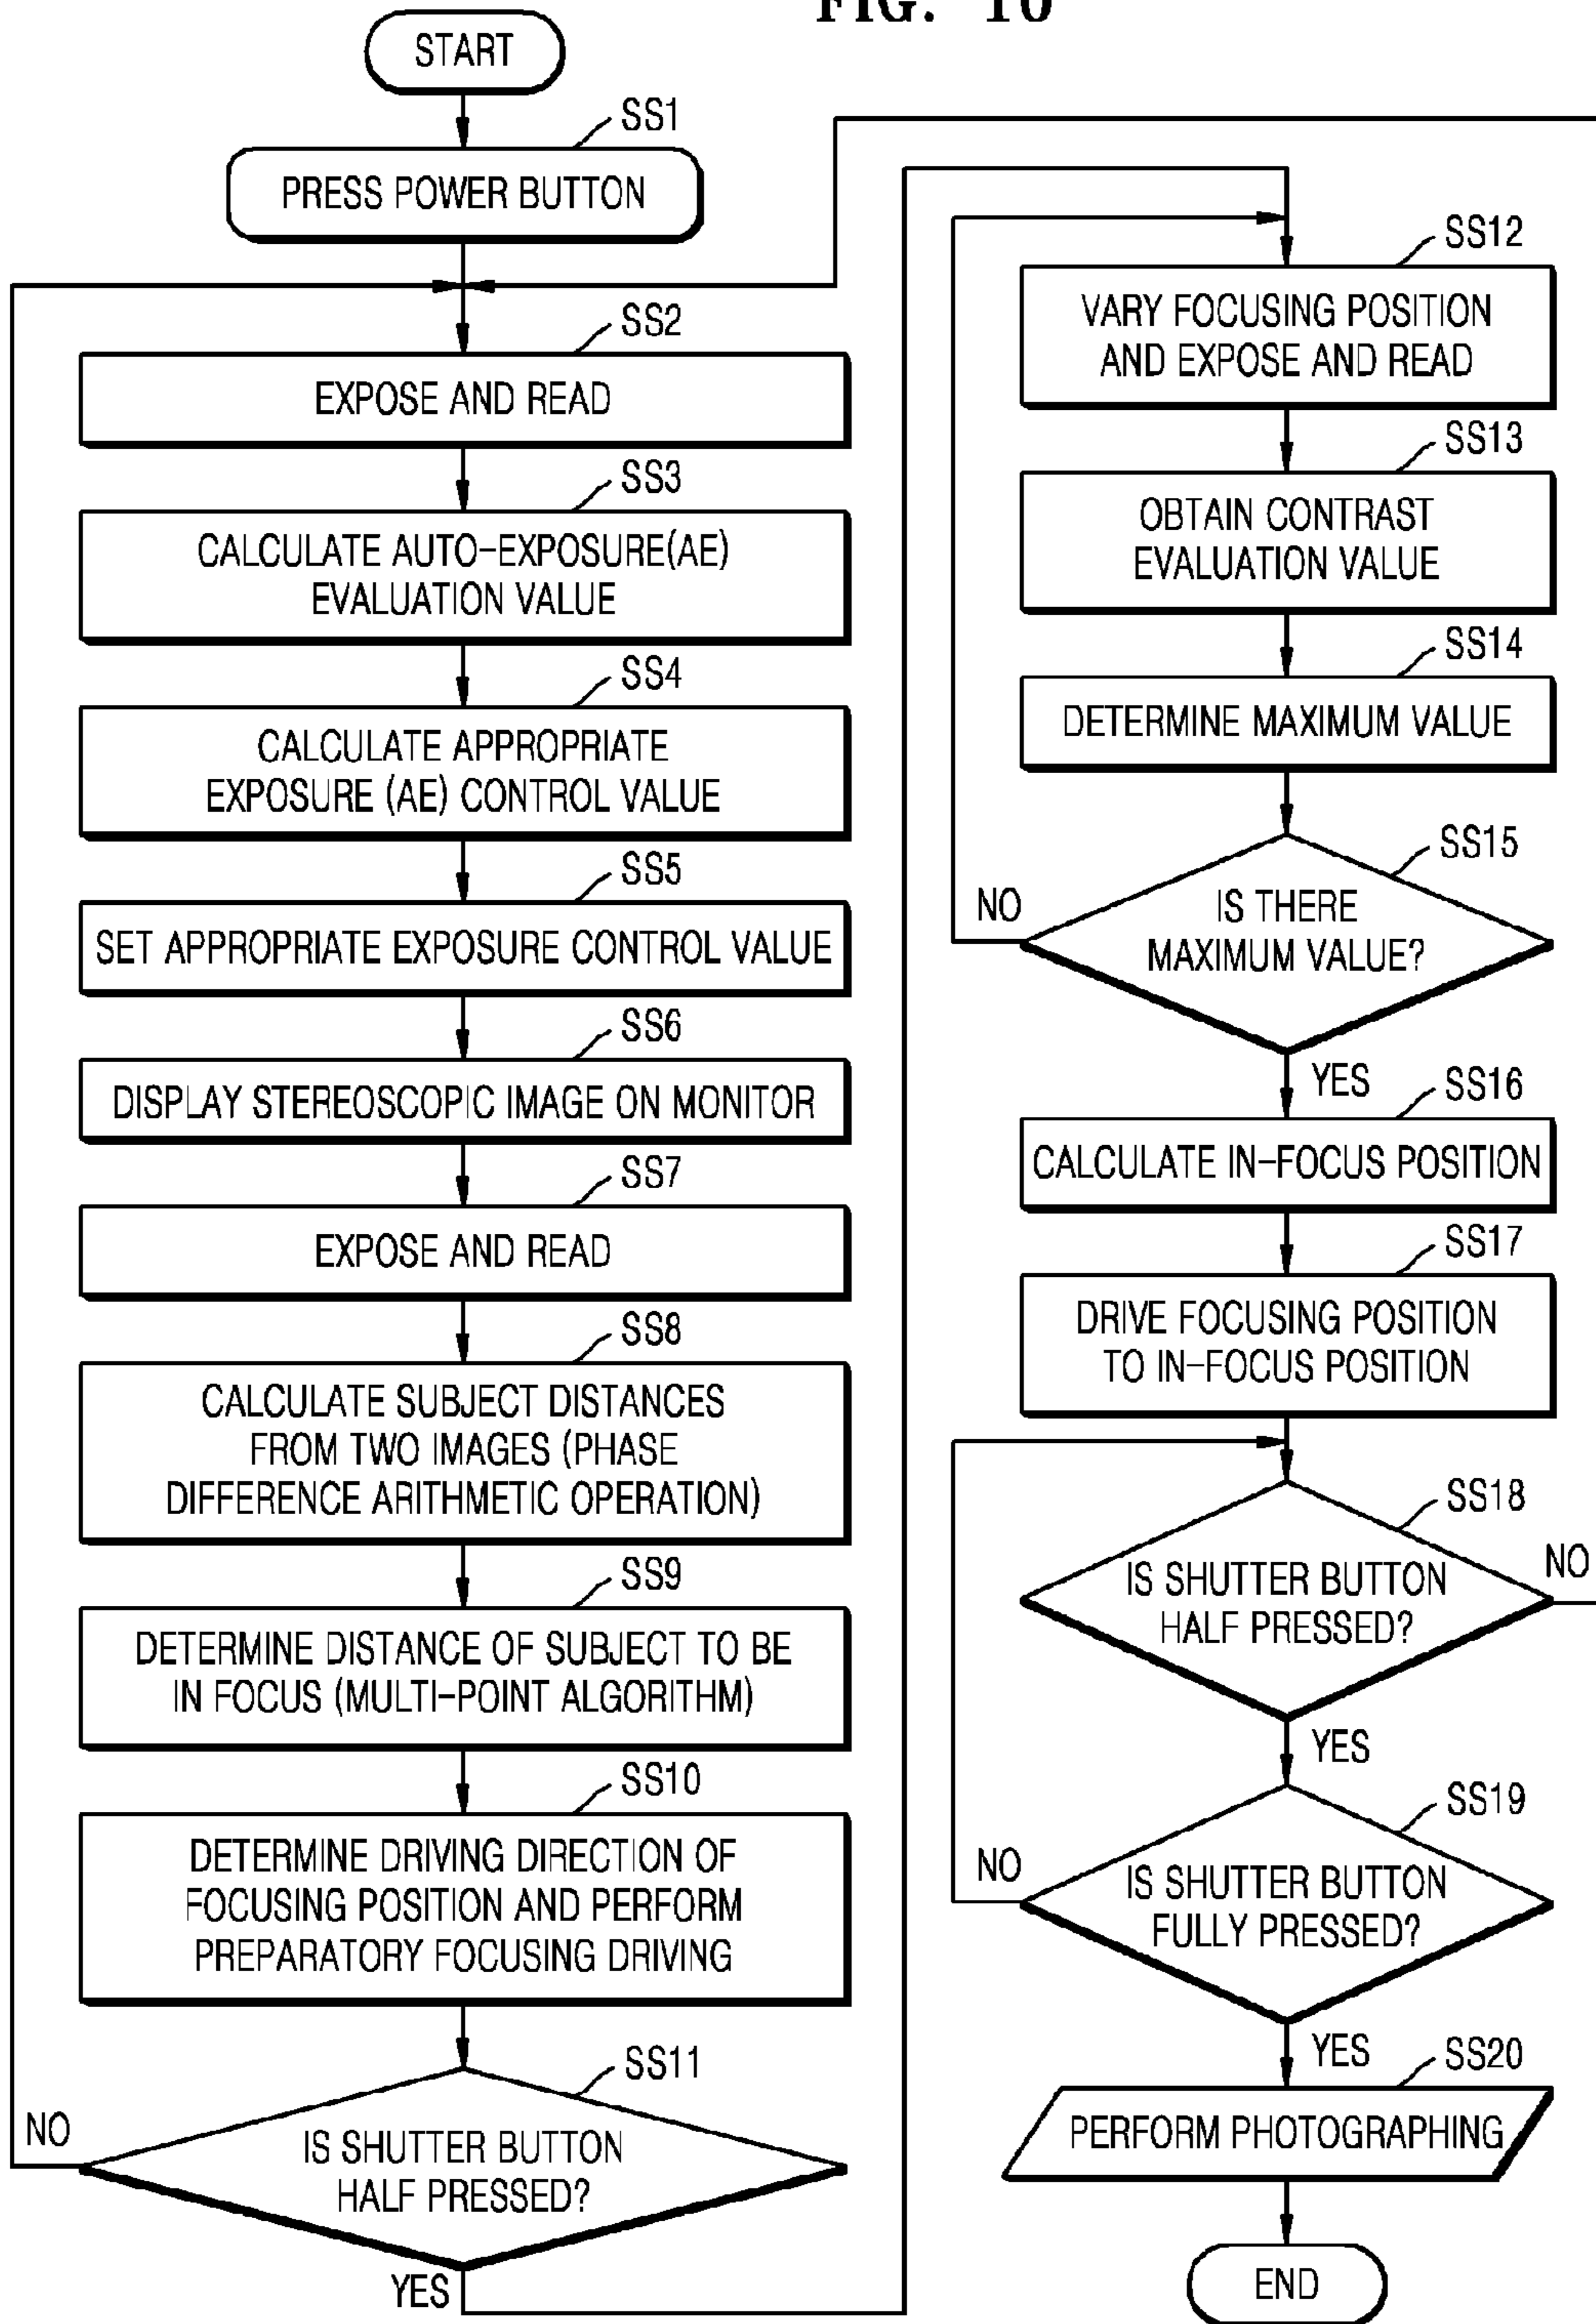 FIG. 10
START
SS1
PRESS POWER BUTTON
SS2
EXPOSE AND READ
SS3
CALCULATE AUTO-EXPOSURE(AE)
EVALUATION VALUE
SS4
CALCULATE APPROPRIATE
EXPOSURE (AE) CONTROL VALUE
SS5
SET APPROPRIATE EXPOSURE CONTROL VALUE
SS6
DISPLAY STEREOSCOPIC IMAGE ON MONITOR
SS7
EXPOSE AND READ
SS8
CALCULATE SUBJECT DISTANCES
FROM TWO IMAGES (PHASE
DIFFERENCE ARITHMETIC OPERATION)
SS9
DETERMINE DISTANCE OF SUBJECT TO BE
IN FOCUS (MULTI-POINT ALGORITHM)
SS10
DETERMINE DRIVING DIRECTION OF
FOCUSING POSITION AND PERFORM
PREPARATORY FOCUSING DRIVING
SS11
NO
IS SHUTTER BUTTON
HALF PRESSED?
YES
SS12
VARY FOCUSING POSITION
AND EXPOSE AND READ
SS13
OBTAIN CONTRAST
EVALUATION VALUE
SS14
DETERMINE MAXIMUM VALUE
SS15
NO
IS THERE
MAXIMUM VALUE?
YES
SS16
CALCULATE IN-FOCUS POSITION
SS17
DRIVE FOCUSING POSITION
TO IN-FOCUS POSITION
SS18
NO
IS SHUTTER BUTTON
HALF PRESSED?
YES
SS19
NO
IS SHUTTER BUTTON
FULLY PRESSED?
YES
SS20
PERFORM PHOTOGRAPHING
END